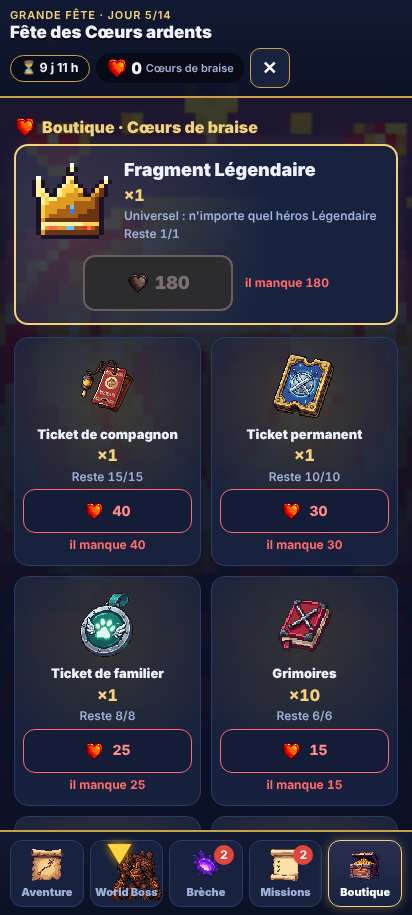 GRANDE FÊTE · JOUR 5/14
Fête des Cœurs ardents
9 j 11 h
0 Cœurs de braise
×
Boutique · Cœurs de braise
Fragment Légendaire
×1
Universel : n'importe quel héros Légendaire
Reste 1/1
180
il manque 180
Ticket de compagnon
×1
Reste 15/15
40
il manque 40
Ticket permanent
×1
Reste 10/10
30
il manque 30
Ticket de familier
×1
Reste 8/8
25
il manque 25
Grimoires
×10
Reste 6/6
15
il manque 15
Aventure
World Boss
2
Brèche
2
Missions
Boutique